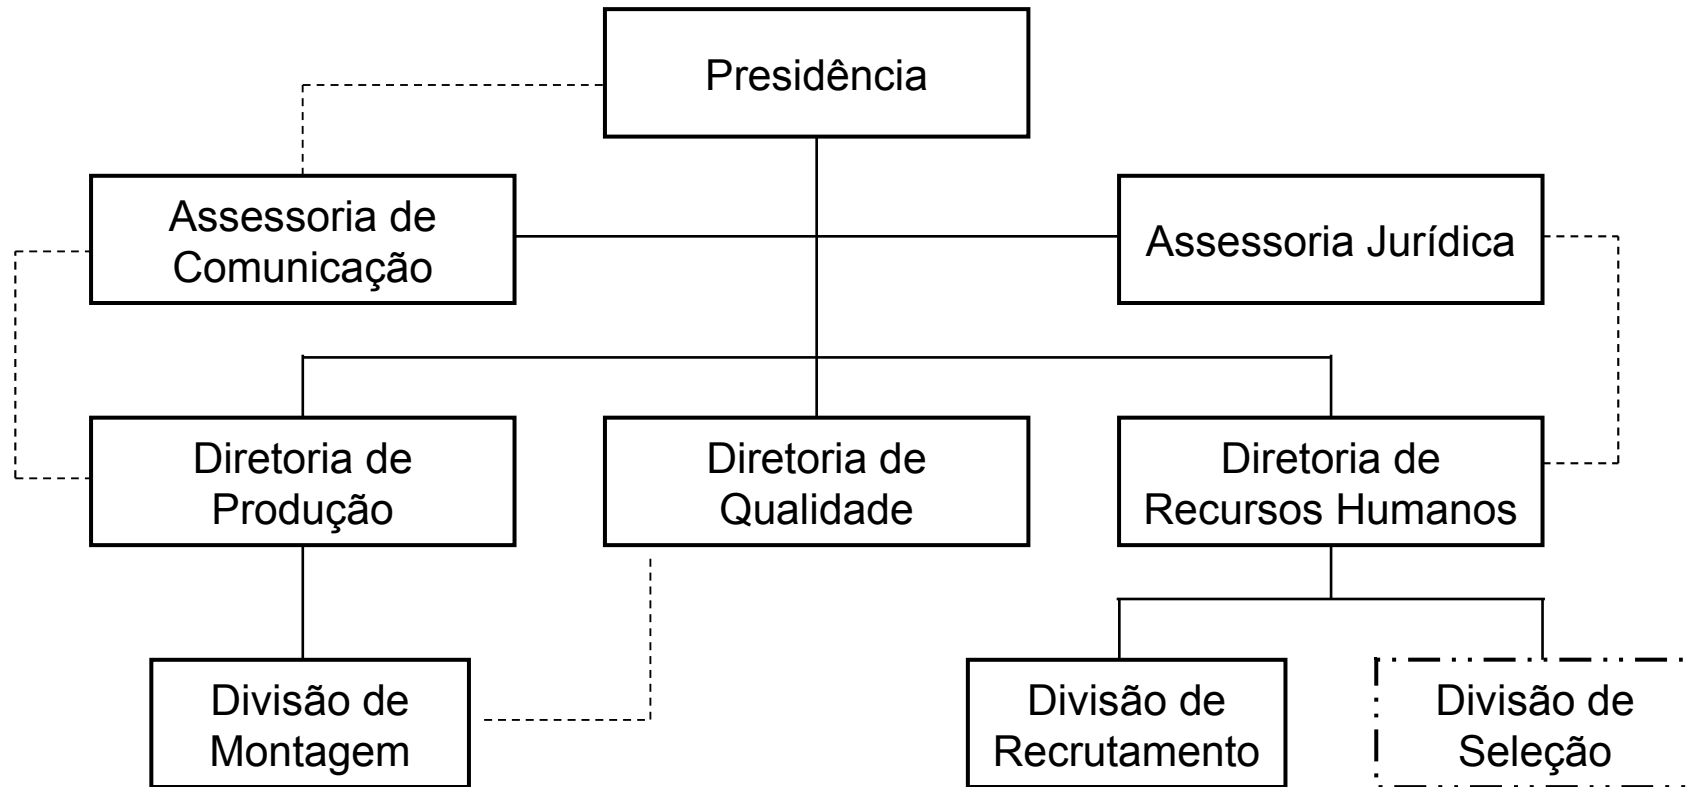 Presidência
Assessoria de
Comunicação
Assessoria Jurídica
Diretoria de
Produção
Diretoria de
Qualidade
Diretoria de
Recursos Humanos
Divisão de
Montagem
Divisão de
Recrutamento
Divisão de
Seleção